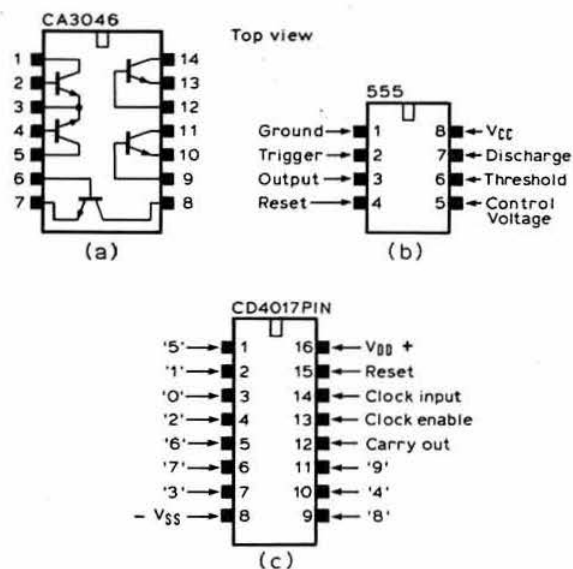 CA3046
Top view
1 14
2 13
3 12
4 11
5 10
6 9
7 8
(a)
555
Ground 1 8 VCC
Trigger 2 7 Discharge
Output 3 6 Threshold
Reset 4 5 Control
Voltage
(b)
CD4017PIN
'5' 1 16 VDD +
'1' 2 15 Reset
'0' 3 14 Clock input
'2' 4 13 Clock enable
'6' 5 12 Carry out
'7' 6 11 '9'
'3' 7 10 '4'
- VSS 8 9 '8'
(c)